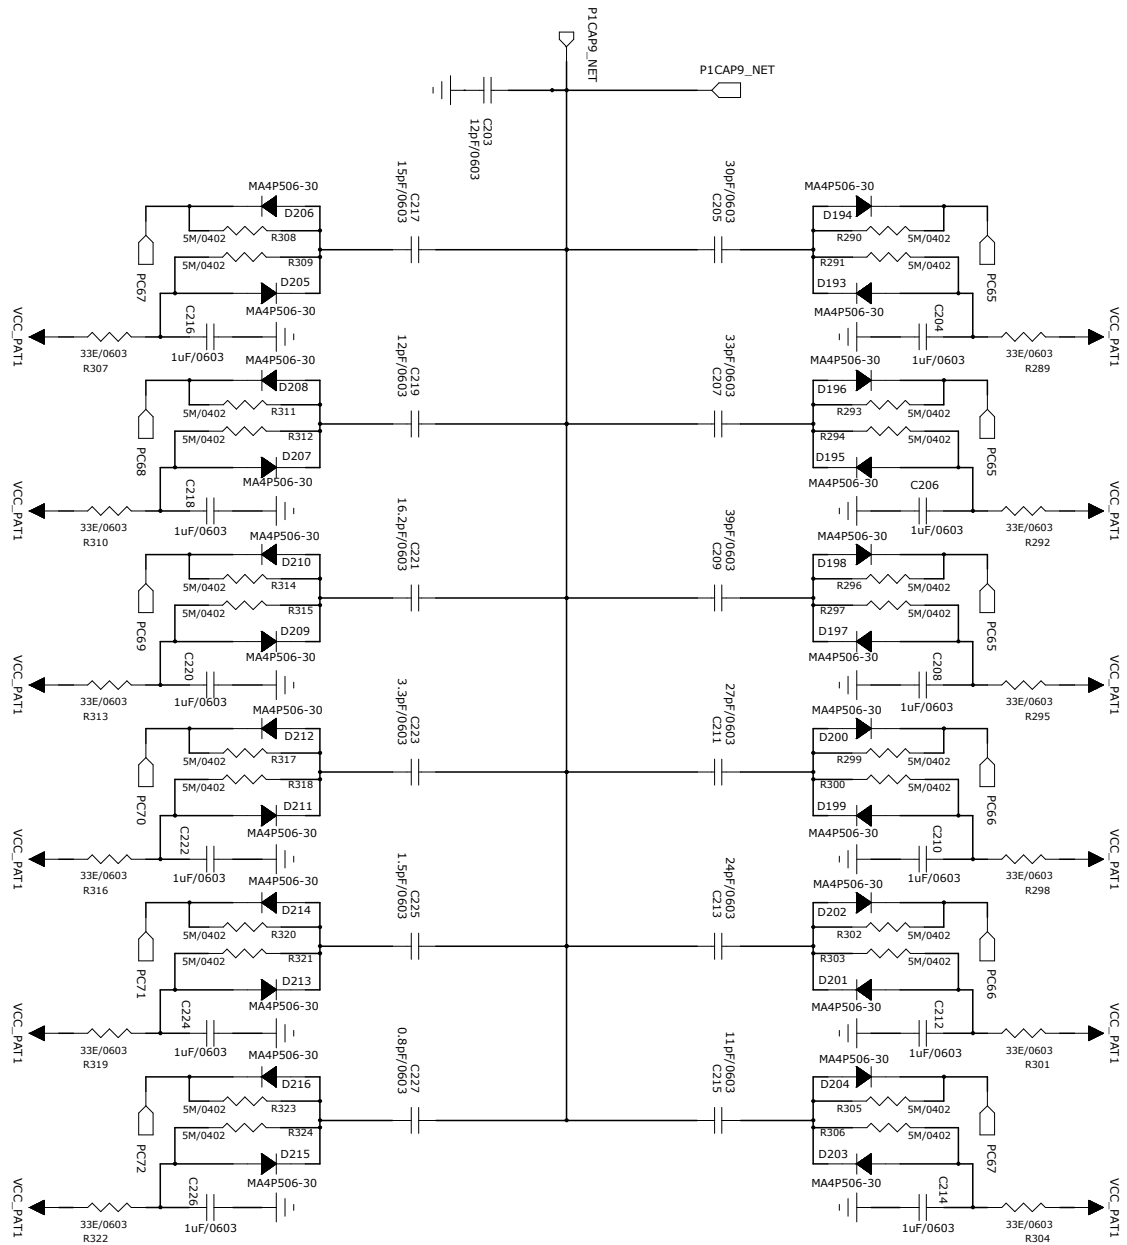 P1CAP9_NET
P1CAP9_NET
C203
12pF/0603
MA4P506-30
D206
R308
5M/0402
R309
5M/0402
D205
MA4P506-30
PC67
C216
1uF/0603
33E/0603
R307
VCC_PAT1
C217
15pF/0603
C205
30pF/0603
MA4P506-30
D194
R290
5M/0402
R291
5M/0402
D193
MA4P506-30
PC65
C204
1uF/0603
33E/0603
R289
VCC_PAT1
MA4P506-30
D208
R311
5M/0402
R312
5M/0402
D207
MA4P506-30
PC68
C218
1uF/0603
33E/0603
R310
VCC_PAT1
C219
12pF/0603
C207
33pF/0603
MA4P506-30
D196
R293
5M/0402
R294
5M/0402
D195
MA4P506-30
PC65
C206
1uF/0603
33E/0603
R292
VCC_PAT1
MA4P506-30
D210
R314
5M/0402
R315
5M/0402
D209
MA4P506-30
PC69
C220
1uF/0603
33E/0603
R313
VCC_PAT1
C221
16.2pF/0603
C209
39pF/0603
MA4P506-30
D198
R296
5M/0402
R297
5M/0402
D197
MA4P506-30
PC65
C208
1uF/0603
33E/0603
R295
VCC_PAT1
MA4P506-30
D212
R317
5M/0402
R318
5M/0402
D211
MA4P506-30
PC70
C222
1uF/0603
33E/0603
R316
VCC_PAT1
C223
3.3pF/0603
C211
27pF/0603
MA4P506-30
D200
R299
5M/0402
R300
5M/0402
D199
MA4P506-30
PC66
C210
1uF/0603
33E/0603
R298
VCC_PAT1
MA4P506-30
D214
R320
5M/0402
R321
5M/0402
D213
MA4P506-30
PC71
C224
1uF/0603
33E/0603
R319
VCC_PAT1
C225
1.5pF/0603
C213
24pF/0603
MA4P506-30
D202
R302
5M/0402
R303
5M/0402
D201
MA4P506-30
PC66
C212
1uF/0603
33E/0603
R301
VCC_PAT1
MA4P506-30
D216
R323
5M/0402
R324
5M/0402
D215
MA4P506-30
PC72
C226
1uF/0603
33E/0603
R322
VCC_PAT1
C227
0.8pF/0603
C215
11pF/0603
MA4P506-30
D204
R305
5M/0402
R306
5M/0402
D203
MA4P506-30
PC67
C214
1uF/0603
33E/0603
R304
VCC_PAT1